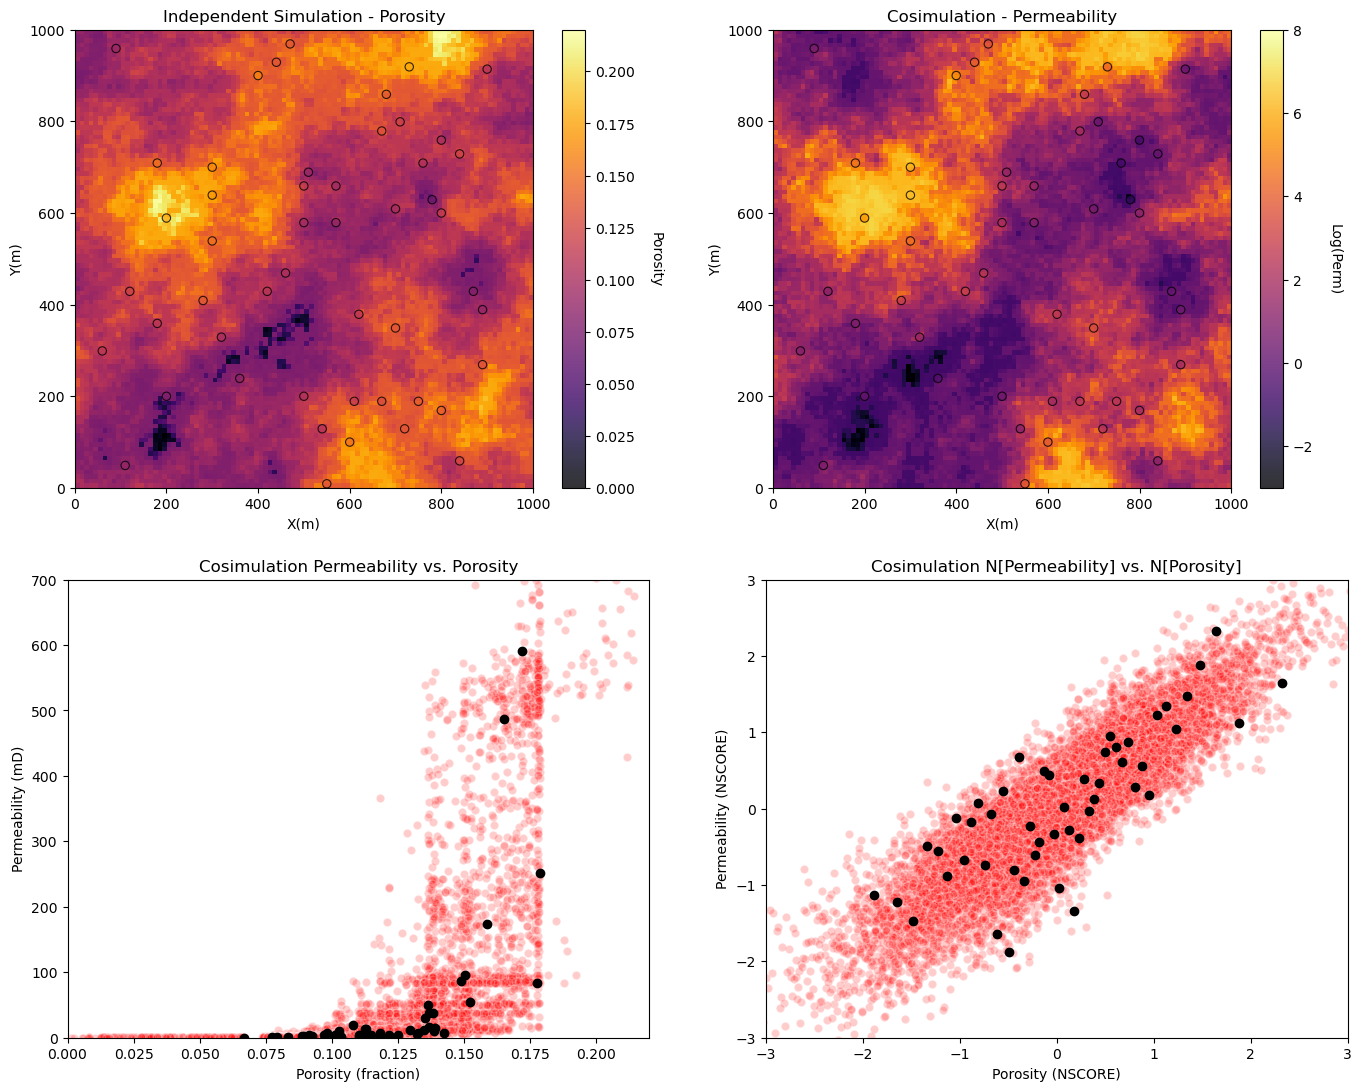 Independent Simulation - Porosity
1000
800
600
400
200
0
Y(m)
0 200 400 600 800 1000
X(m)
0.200
0.175
0.150
0.125
0.100
0.075
0.050
0.025
0.000
Porosity
Cosimulation - Permeability
1000
800
600
400
200
0
Y(m)
0 200 400 600 800 1000
X(m)
8
6
4
2
0
−2
Log(Perm)
Cosimulation Permeability vs. Porosity
700
600
500
400
300
200
100
0
Permeability (mD)
0.000 0.025 0.050 0.075 0.100 0.125 0.150 0.175 0.200
Porosity (fraction)
Cosimulation N[Permeability] vs. N[Porosity]
3
2
1
0
−1
−2
−3
Permeability (NSCORE)
−3 −2 −1 0 1 2 3
Porosity (NSCORE)